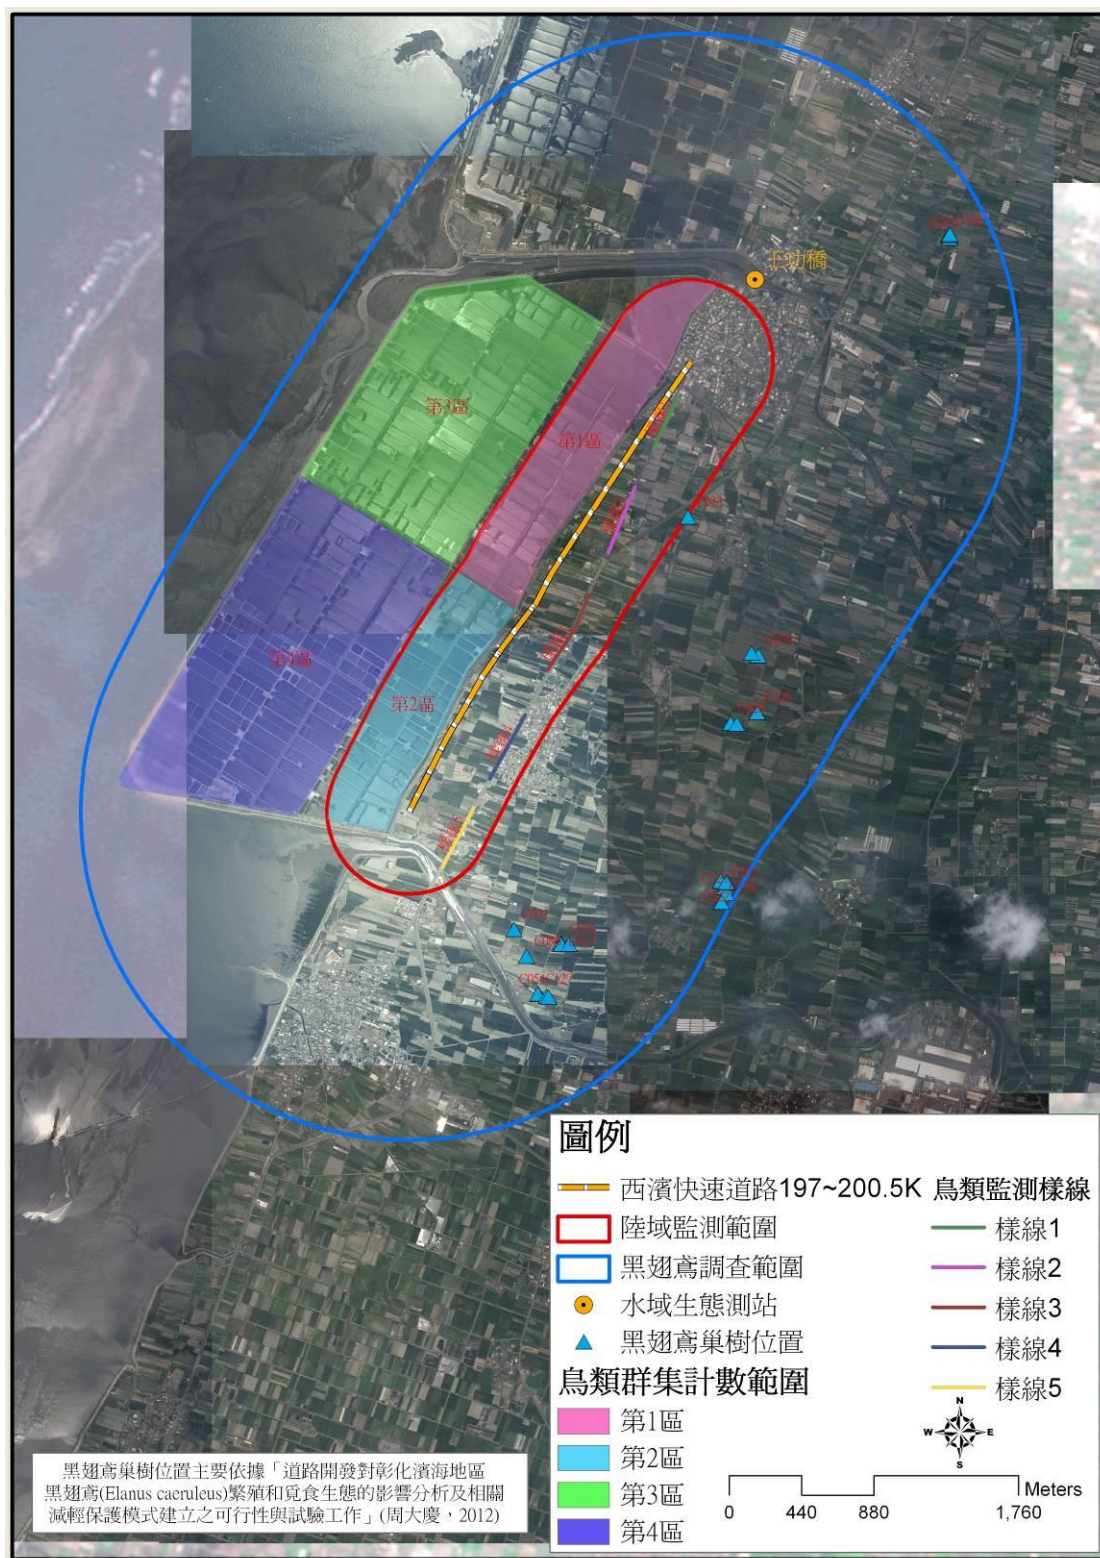 王功橋
第3區
第1區
第4區
第2區
C054C127
圖例
西濱快速道路197~200.5K
陸域監測範圍
黑翅鳶調查範圍
水域生態測站
黑翅鳶巢樹位置
鳥類群集計數範圍
第1區
第2區
第3區
第4區
鳥類監測樣線
樣線1
樣線2
樣線3
樣線4
樣線5
N
W E
S
Meters
0 440 880 1,760
黑翅鳶巢樹位置主要依據「道路開發對彰化濱海地區
黑翅鳶(Elanus caeruleus)繁殖和覓食生態的影響分析及相關
減輕保護模式建立之可行性與試驗工作」(周大慶，2012)